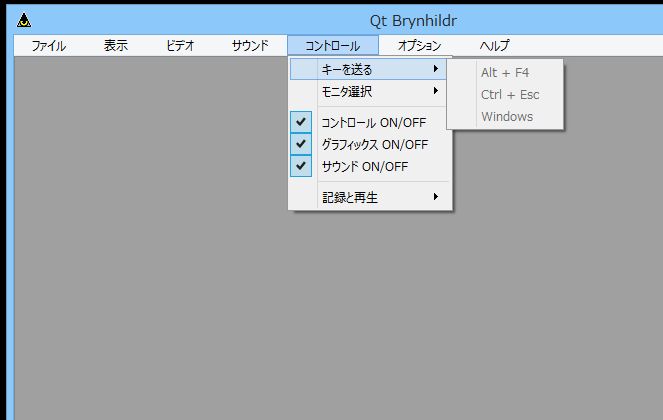 Qt Brynhildr
ファイル 表示 ビデオ サウンド コントロール オプション ヘルプ
キーを送る
モニタ選択
コントロール ON/OFF
グラフィックス ON/OFF
サウンド ON/OFF
記録と再生
Alt + F4
Ctrl + Esc
Windows